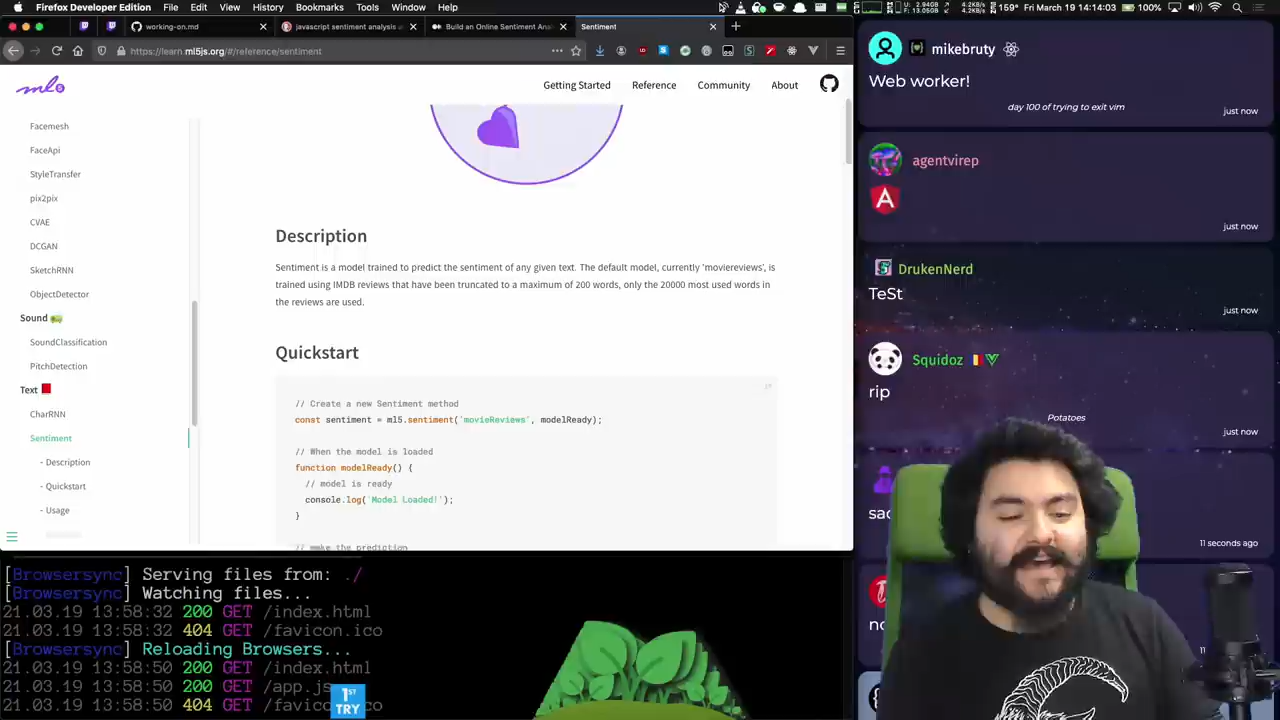 Firefox Developer Edition File Edit View History Bookmarks Tools Window Help
59° Fri March 19 14:14:03
working-on.md
javascript sentiment analysis w
Build an Online Sentiment Ana
Sentiment
https://learn.ml5js.org/#/reference/sentiment
Getting Started Reference Community About
Facemesh
FaceApi
StyleTransfer
pix2pix
CVAE
DCGAN
SketchRNN
ObjectDetector
Sound
SoundClassification
PitchDetection
Text
CharRNN
Sentiment
- Description
- Quickstart
- Usage
Description
Sentiment is a model trained to predict the sentiment of any given text. The default model, currently 'moviereviews', is
trained using IMDB reviews that have been truncated to a maximum of 200 words, only the 20000 most used words in
the reviews are used.
Quickstart
// Create a new Sentiment method
const sentiment = ml5.sentiment('movieReviews', modelReady);
// When the model is loaded
function modelReady() {
// model is ready
console.log('Model Loaded!');
}
// make the prediction
[Browsersync] Serving files from: ./
[Browsersync] Watching files...
21.03.19 13:58:32 200 GET /index.html
21.03.19 13:58:32 404 GET /favicon.ico
[Browsersync] Reloading Browsers...
21.03.19 13:58:50 200 GET /index.html
21.03.19 13:58:50 200 GET /app.js
21.03.19 13:58:50 404 GET /favic
co
1ST
TRY
mikebruty
Web worker!
day 100 of trying to exit vim
just now
agentvirep
just now
DrukenNerd
TeSt
just now
Squidoz
rip
Potatoes
just now
11 seconds ago